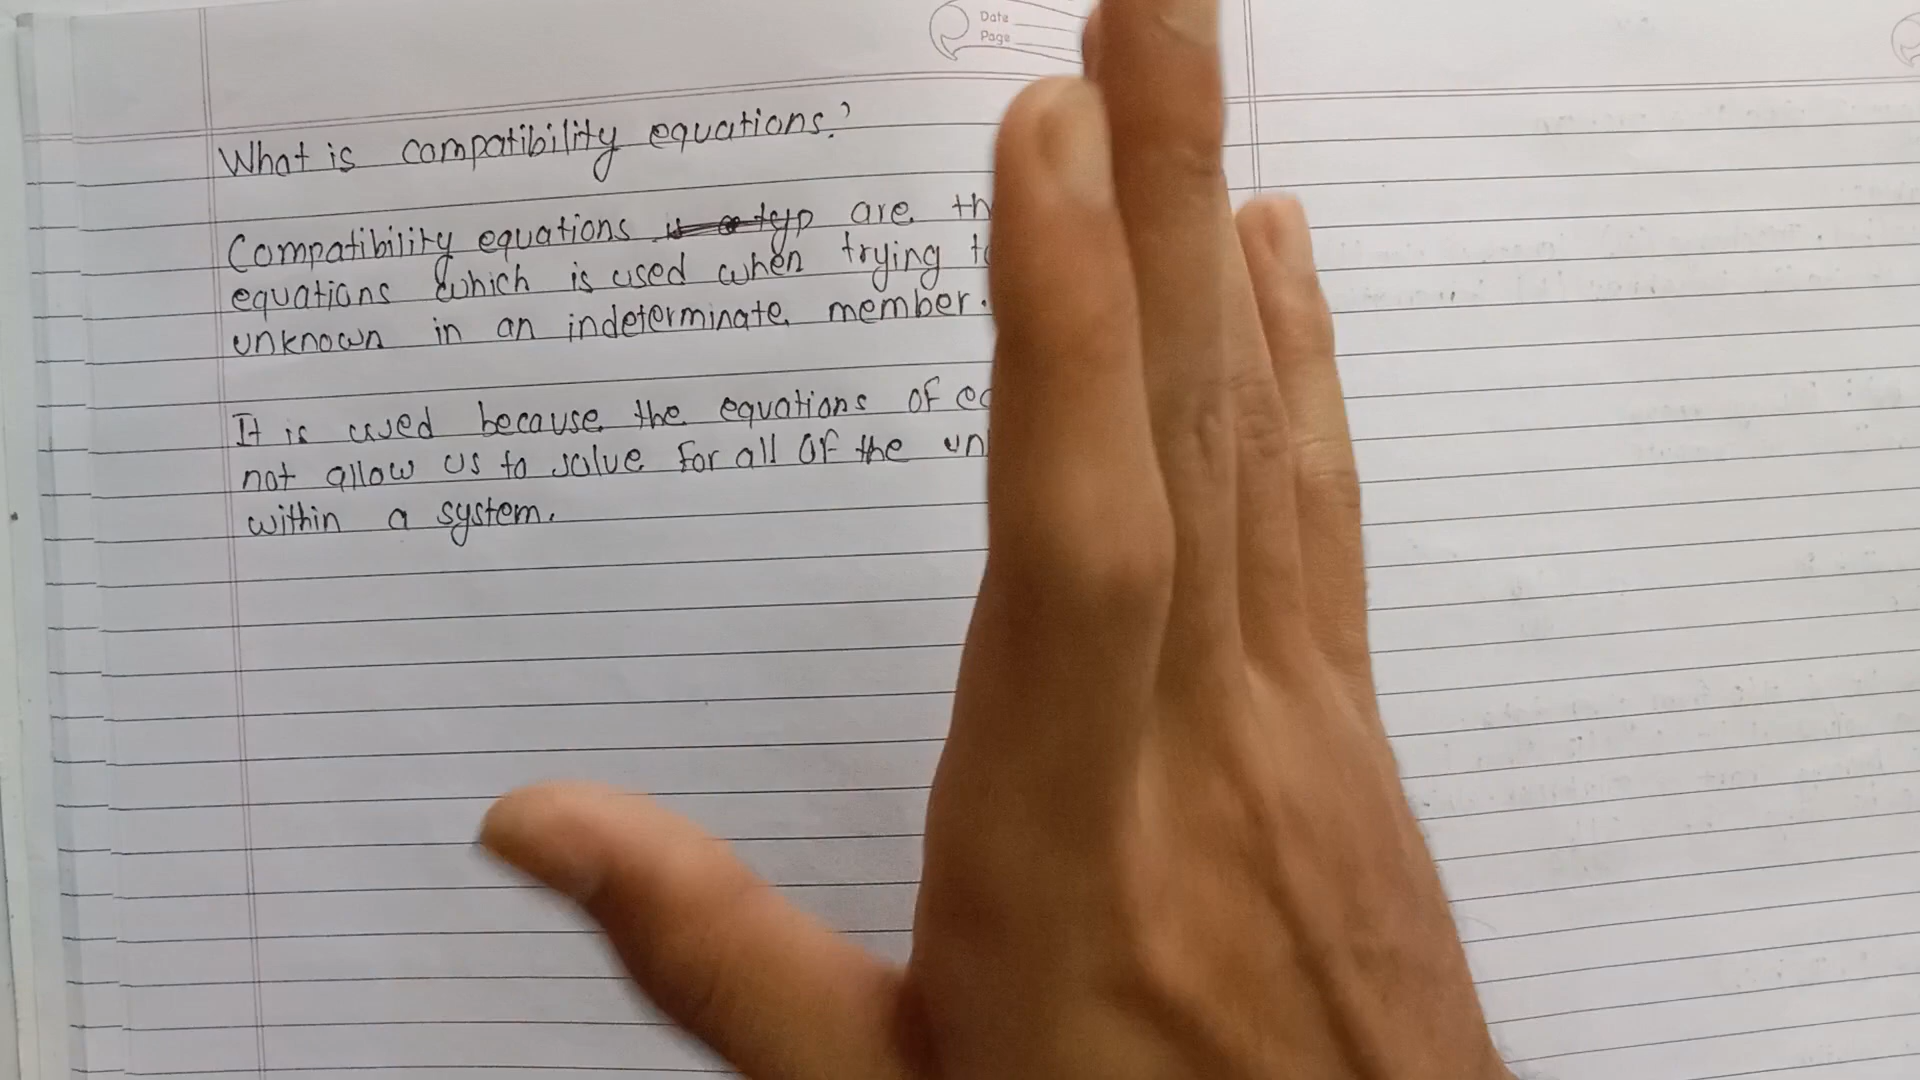 Date
Page
What is compatibility equations?
Compatibility equations are th
equations which is used when trying to
unknown in an indeterminate member.
It is used because the equations of
not allow us to solve for all of the
within a system.